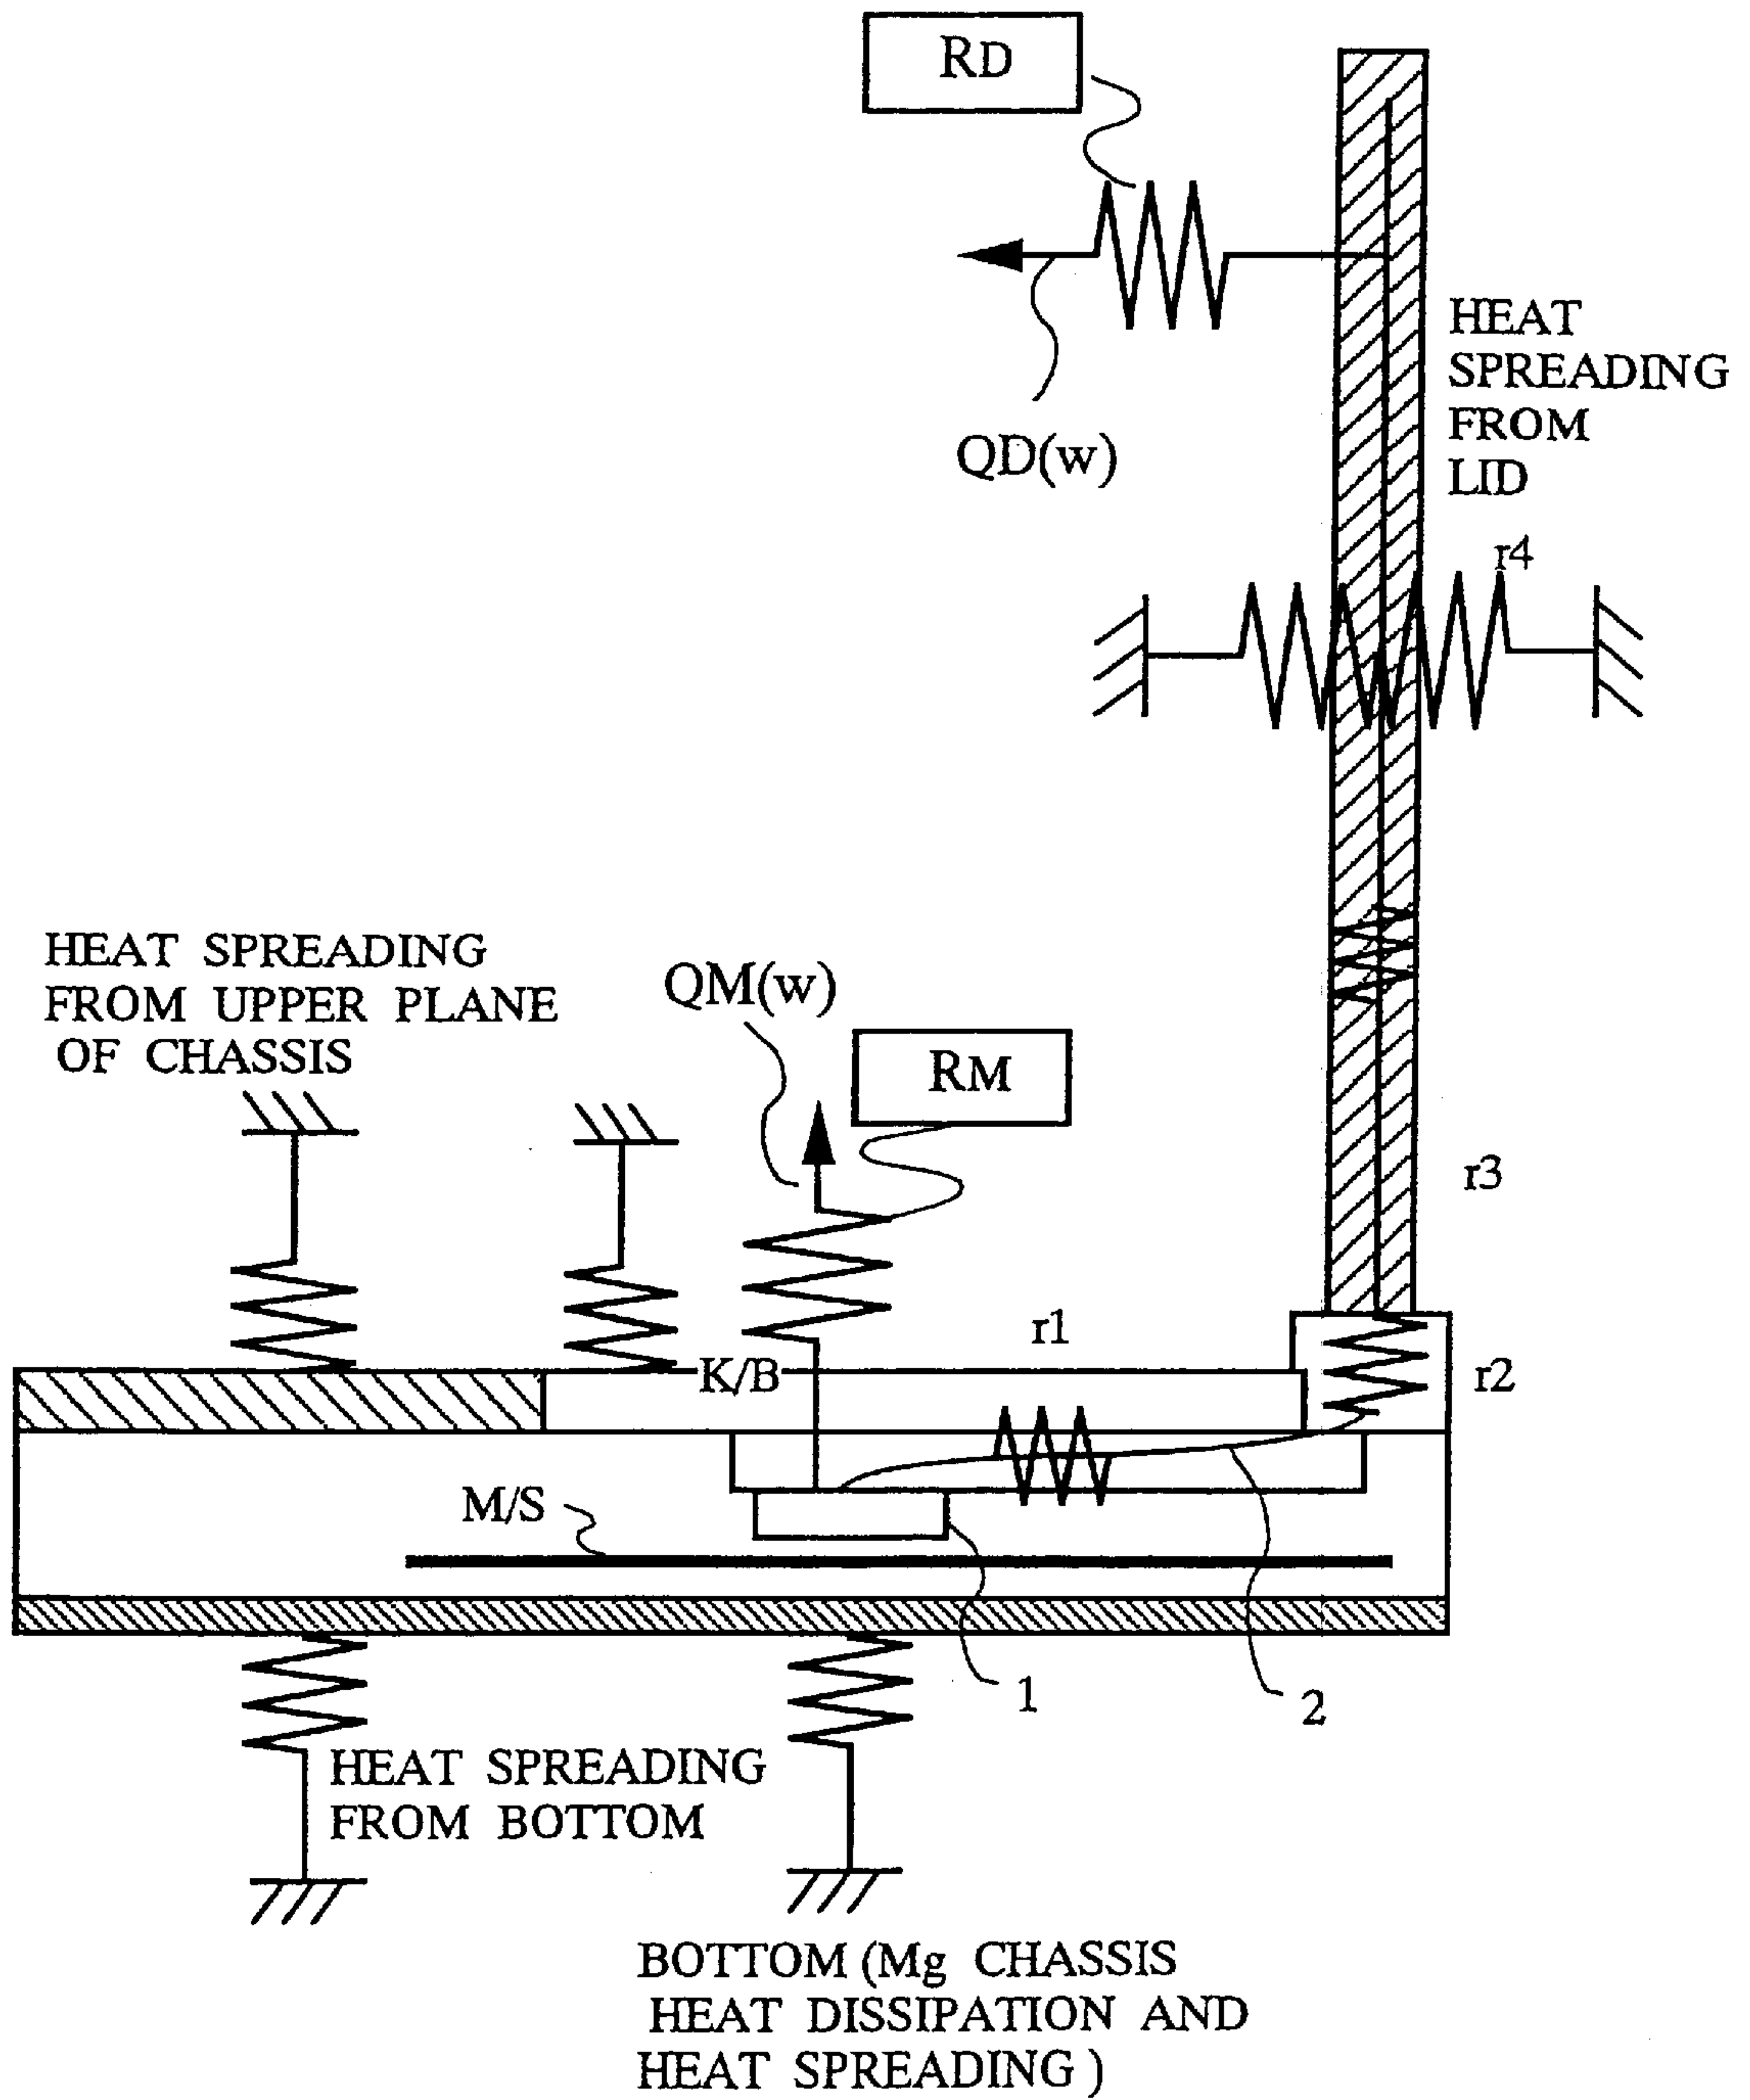 RD
HEAT
SPREADING
FROM
LID
QD(w)
r4
HEAT SPREADING
FROM UPPER PLANE
OF CHASSIS
QM(w)
RM
r3
r1
K/B
r2
M/S
1
2
HEAT SPREADING
FROM BOTTOM
BOTTOM (Mg CHASSIS
HEAT DISSIPATION AND
HEAT SPREADING )